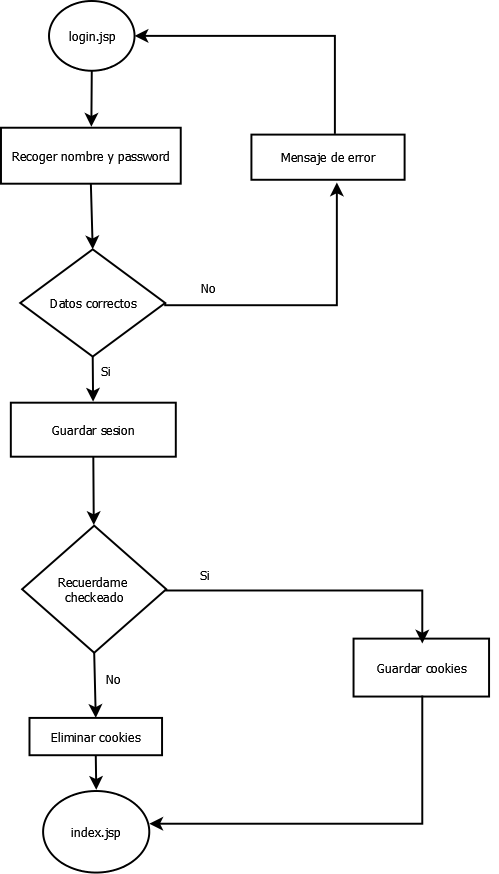 login.jsp
Recoger nombre y password
Mensaje de error
Datos correctos
No
Si
Guardar sesion
Recuerdame
checkeado
Si
Guardar cookies
No
Eliminar cookies
index.jsp